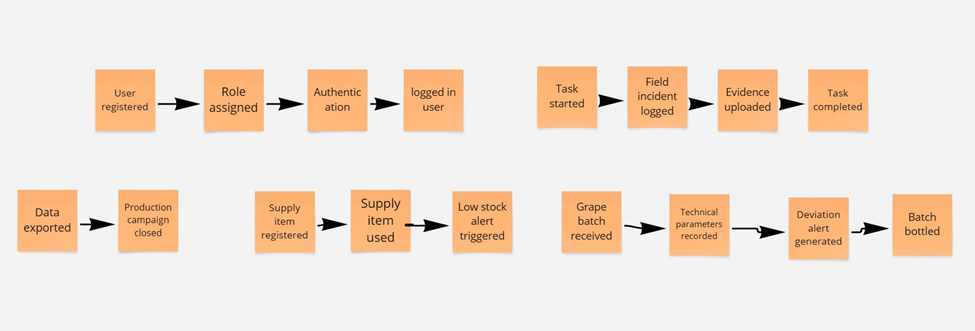 User
registered
Role
assigned
Authentic
ation
logged in
user
Task
started
Field
incident
logged
Evidence
uploaded
Task
completed
Data
exported
Production
campaign
closed
Supply
item
registered
Supply
item
used
Low stock
alert
triggered
Grape
batch
received
Technical
parameters
recorded
Deviation
alert
generated
Batch
bottled